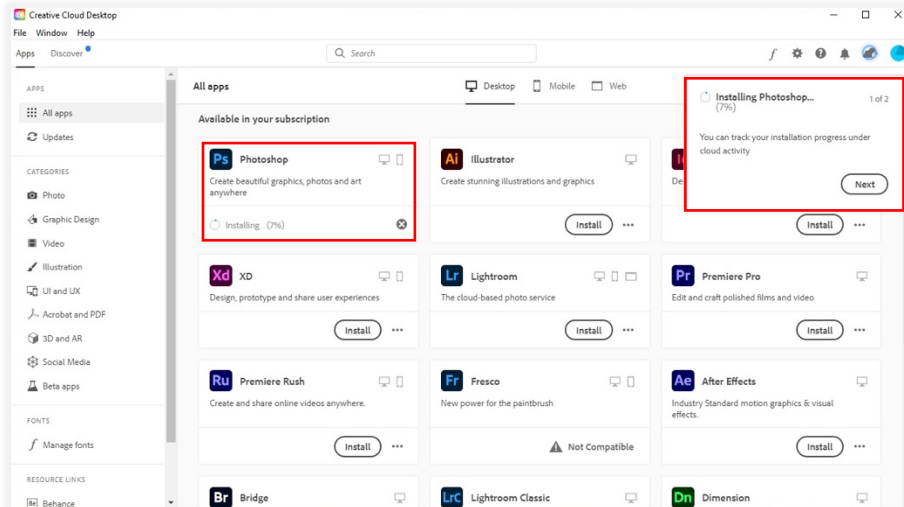 Creative Cloud Desktop
File Window Help
Apps Discover
Search
f
APPS
All apps
Updates
CATEGORIES
Photo
Graphic Design
Video
Illustration
UI and UX
Acrobat and PDF
3D and AR
Social Media
Beta apps
FONTS
f Manage fonts
RESOURCE LINKS
Be Behance
All apps
Desktop Mobile Web
Available in your subscription
Installing Photoshop... 1 of 2
(7%)
You can track your installation progress under
cloud activity
Next
Ps Photoshop
Create beautiful graphics, photos and art
anywhere
Installing (7%)
Ai Illustrator
Create stunning illustrations and graphics
Install
De
Install
Xd XD
Design, prototype and share user experiences
Install
Lr Lightroom
The cloud-based photo service
Install
Pr Premiere Pro
Edit and craft polished films and video
Install
Ru Premiere Rush
Create and share online videos anywhere.
Install
Fr Fresco
New power for the paintbrush
Not Compatible
Ae After Effects
Industry Standard motion graphics & visual
effects.
Install
Br Bridge
LrC Lightroom Classic
Dn Dimension